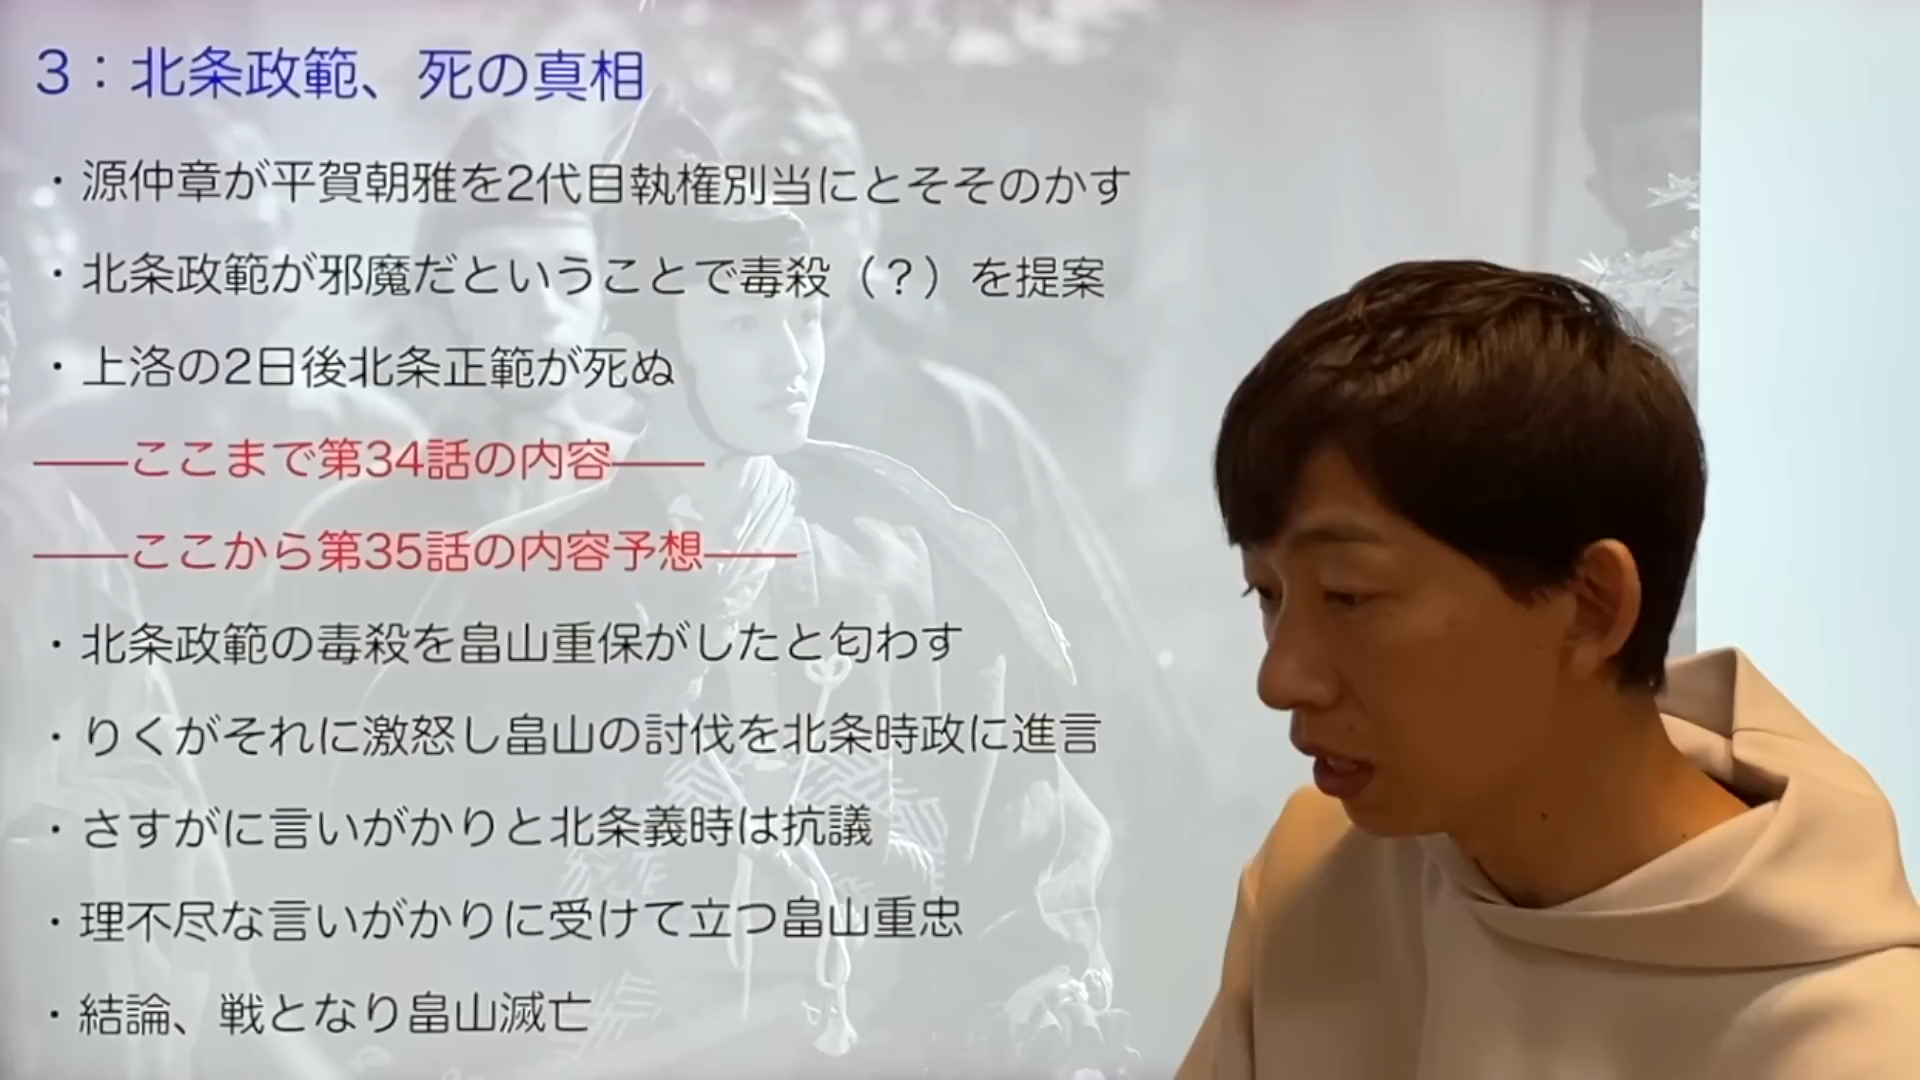 3：北条政範、死の真相
・源仲章が平賀朝雅を2代目執権別当にとそそのかす
・北条政範が邪魔だということで毒殺（？）を提案
・上洛の2日後北条正範が死ぬ
――ここまで第34話の内容――
――ここから第35話の内容予想――
・北条政範の毒殺を畠山重保がしたと匂わす
・りくがそれに激怒し畠山の討伐を北条時政に進言
・さすがに言いがかりと北条義時は抗議
・理不尽な言いがかりに受けて立つ畠山重忠
・結論、戦となり畠山滅亡